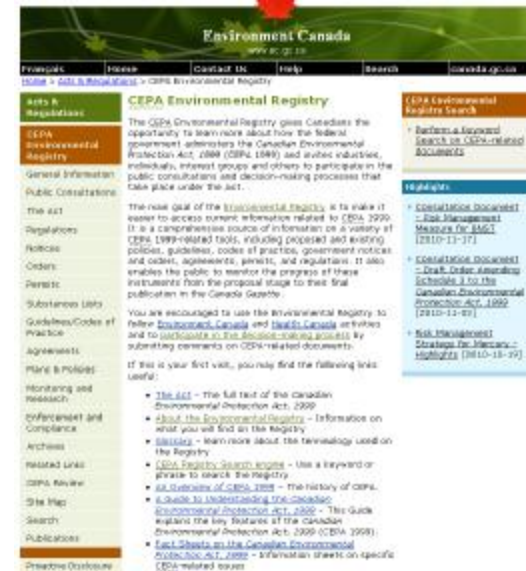 Environment Canada
www.ec.gc.ca
Français Home Contact Us Help Search canada.gc.ca
Home > Acts & Regulations > CEPA Environmental Registry
Acts &
Regulations
CEPA
Environmental
Registry
General Information
Public Consultations
The Act
Regulations
Notices
Orders
Permits
Substances Lists
Guidelines/Codes of
Practice
Agreements
Plans & Policies
Monitoring and
Research
Enforcement and
Compliance
Archives
Related Links
CEPA Review
Site Map
Search
Publications
Proactive Disclosure
CEPA Environmental Registry
The CEPA Environmental Registry gives Canadians the
opportunity to learn more about how the federal
government administers the Canadian Environmental
Protection Act, 1999 (CEPA 1999) and invites industries,
individuals, interest groups and others to participate in the
public consultations and decision-making processes that
take place under the act.
The main goal of the Environmental Registry is to make it
easier to access current information related to CEPA 1999.
It is a comprehensive source of information on a variety of
CEPA 1999-related tools, including proposed and existing
policies, guidelines, codes of practice, government notices
and orders, agreements, permits, and regulations. It also
enables the public to monitor the progress of these
instruments from the proposal stage to their final
publication in the Canada Gazette.
You are encouraged to use the Environmental Registry to
follow Environment Canada and Health Canada activities
and to participate in the decision-making process by
submitting comments on CEPA-related documents.
If this is your first visit, you may find the following links
useful:
The Act - The full text of the Canadian
Environmental Protection Act, 1999
About the Environmental Registry - Information on
what you will find on the Registry
Glossary - learn more about the terminology used on
the Registry
CEPA Registry Search engine - Use a keyword or
phrase to search the Registry
An Overview of CEPA 1999 - The history of CEPA.
A Guide to Understanding the Canadian
Environmental Protection Act, 1999 - This Guide
explains the key features of the Canadian
Environmental Protection Act, 1999 (CEPA 1999).
Fact Sheets on the Canadian Environmental
Protection Act, 1999 - Information sheets on specific
CEPA-related issues
CEPA Environmental
Registry Search
Perform a Keyword
Search on CEPA-related
documents
Highlights
Consultation Document
- Risk Management
Measure for BNST
[2010-11-17]
Consultation Document
- Draft Order Amending
Schedule 3 to the
Canadian Environmental
Protection Act, 1999
[2010-11-03]
Risk Management
Strategy for Mercury -
Highlights [2010-10-19]